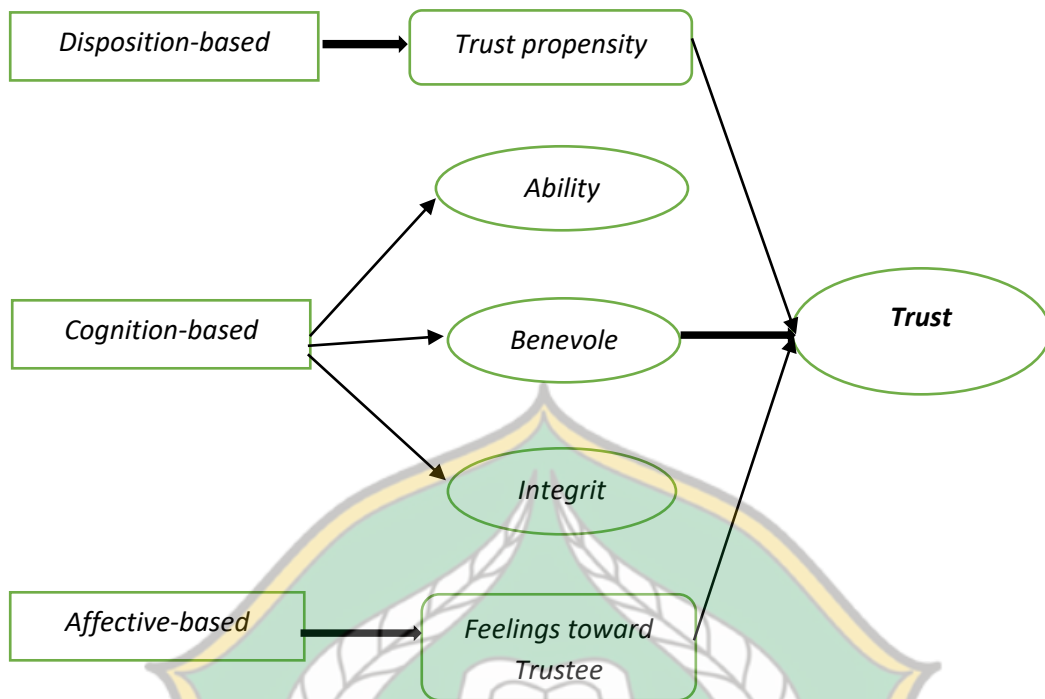 Disposition-based
Trust propensity
Ability
Cognition-based
Benevole
Trust
Integrit
Affective-based
Feelings toward
Trustee